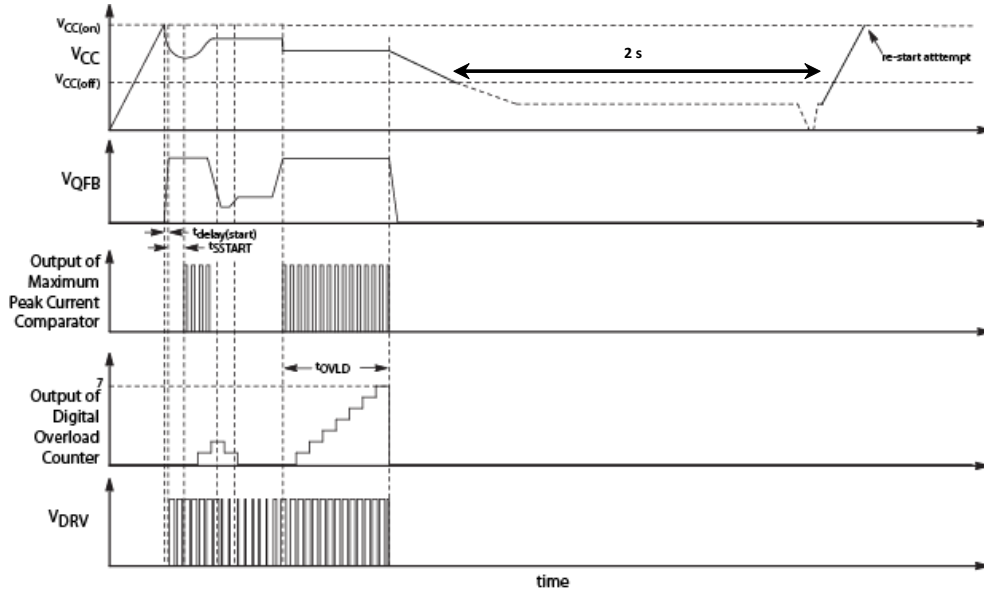 VCC(on)
VCC
VCC(off)
2 s
re-start atttempt
VQFB
tdelay(start)
tSSTART
Output of
Maximum
Peak Current
Comparator
tOVLD
7
Output of
Digital
Overload
Counter
VDRV
time